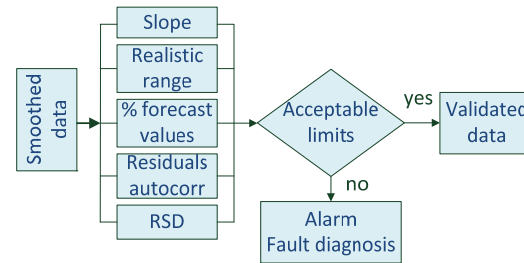 Smoothed
data
Slope
Realistic
range
% forecast
values
Residuals
autocorr
RSD
Acceptable
limits
yes
Validated
data
no
Alarm
Fault diagnosis